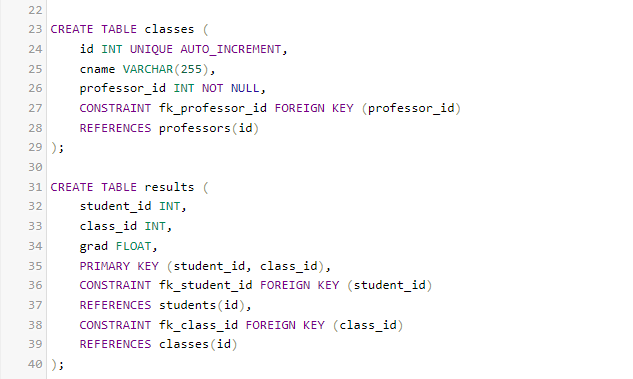 22
23 CREATE TABLE classes (
24     id INT UNIQUE AUTO_INCREMENT,
25     cname VARCHAR(255),
26     professor_id INT NOT NULL,
27     CONSTRAINT fk_professor_id FOREIGN KEY (professor_id)
28     REFERENCES professors(id)
29 );
30
31 CREATE TABLE results (
32     student_id INT,
33     class_id INT,
34     grad FLOAT,
35     PRIMARY KEY (student_id, class_id),
36     CONSTRAINT fk_student_id FOREIGN KEY (student_id)
37     REFERENCES students(id),
38     CONSTRAINT fk_class_id FOREIGN KEY (class_id)
39     REFERENCES classes(id)
40 );